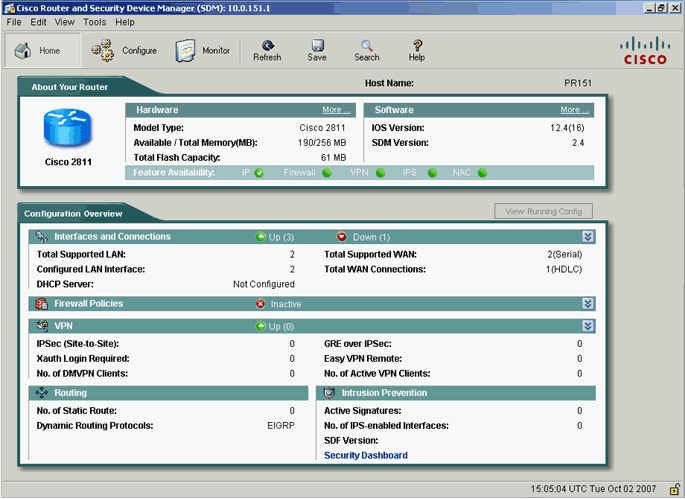 Cisco Router and Security Device Manager (SDM): 10.0.151.1
File Edit View Tools Help
Home Configure Monitor Refresh Save Search Help
CISCO
About Your Router
Host Name: PR151
Cisco 2811
Hardware More ...
Model Type: Cisco 2811
Available / Total Memory(MB): 190/256 MB
Total Flash Capacity: 61 MB
Software More ...
IOS Version: 12.4(16)
SDM Version: 2.4
Feature Availability: IP Firewall VPN IPS NAC
Configuration Overview
View Running Config
Interfaces and Connections Up (3) Down (1)
Total Supported LAN: 2 Total Supported WAN: 2(Serial)
Configured LAN Interface: 2 Total WAN Connections: 1(HDLC)
DHCP Server: Not Configured
Firewall Policies Inactive
VPN Up (0)
IPSec (Site-to-Site): 0 GRE over IPSec: 0
Xauth Login Required: 0 Easy VPN Remote: 0
No. of DMVPN Clients: 0 No. of Active VPN Clients: 0
Routing
No. of Static Route: 0
Dynamic Routing Protocols: EIGRP
Intrusion Prevention
Active Signatures: 0
No. of IPS-enabled Interfaces: 0
SDF Version:
Security Dashboard
15:05:04 UTC Tue Oct 02 2007